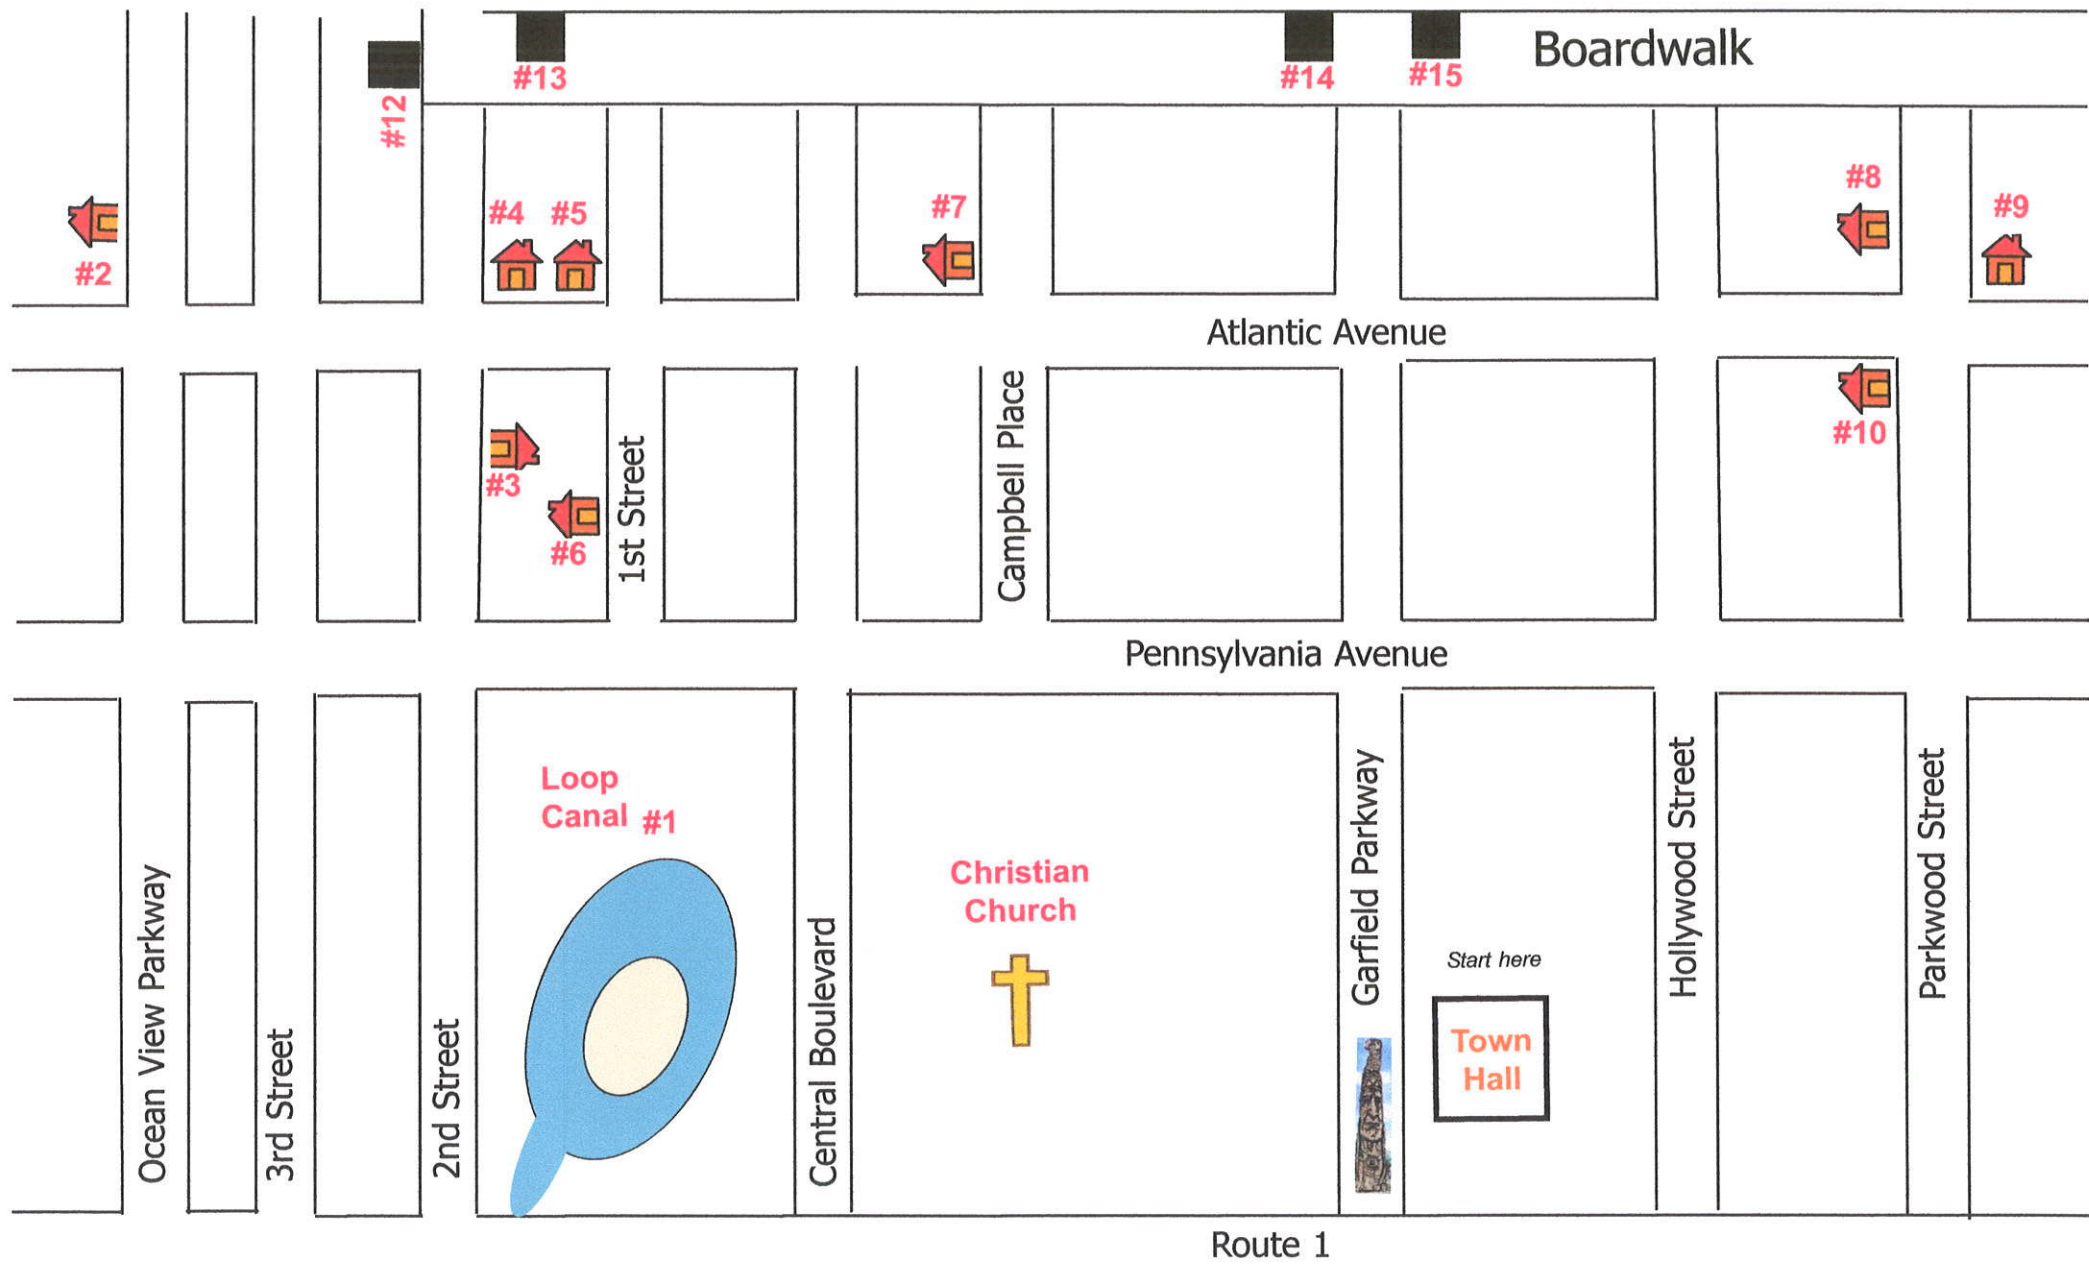 Boardwalk
#13
#14
#15
#12
#8
#9
#4
#5
#7
#2
Atlantic Avenue
#3
#6
1st Street
Campbell Place
#10
Pennsylvania Avenue
Loop
Canal #1
Christian
Church
Ocean View Parkway
3rd Street
2nd Street
Central Boulevard
Garfield Parkway
Start here
Town
Hall
Hollywood Street
Parkwood Street
Route 1